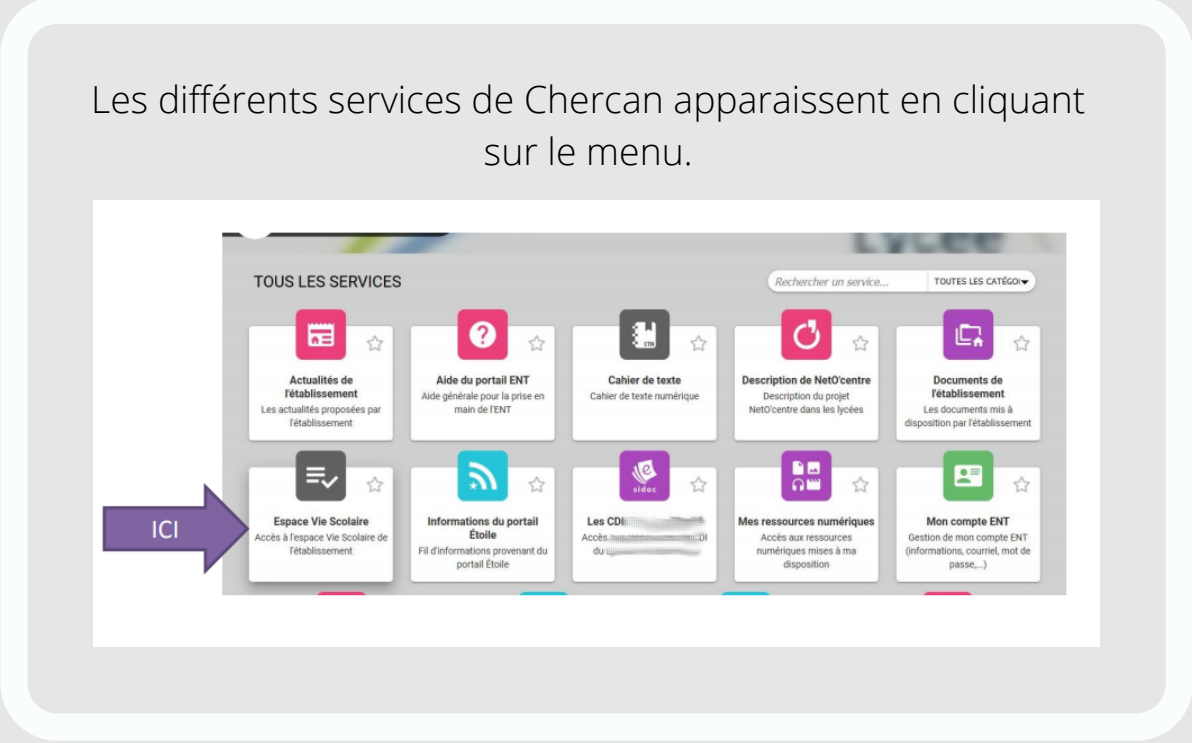 Les différents services de Chercan apparaissent en cliquant
sur le menu.
Lycée
TOUS LES SERVICES
Rechercher un service...
TOUTES LES CATÉGOI
Actualités de
l'établissement
Les actualités proposées par
l'établissement
Aide du portail ENT
Aide générale pour la prise en
main de l'ENT
CTN
Cahier de texte
Cahier de texte numérique
Description de NetO'centre
Description du projet
NetO'centre dans les lycées
Documents de
l'établissement
Les documents mis à
disposition par l'établissement
ICI
Espace Vie Scolaire
Accès à l'espace Vie Scolaire de
l'établissement
Informations du portail
Étoile
Fil d'informations provenant du
portail Étoile
e
sidoc
Les CDI
Accès
du
Mes ressources numériques
Accès aux ressources
numériques mises à ma
disposition
Mon compte ENT
Gestion de mon compte ENT
(informations, courriel, mot de
passe,...)